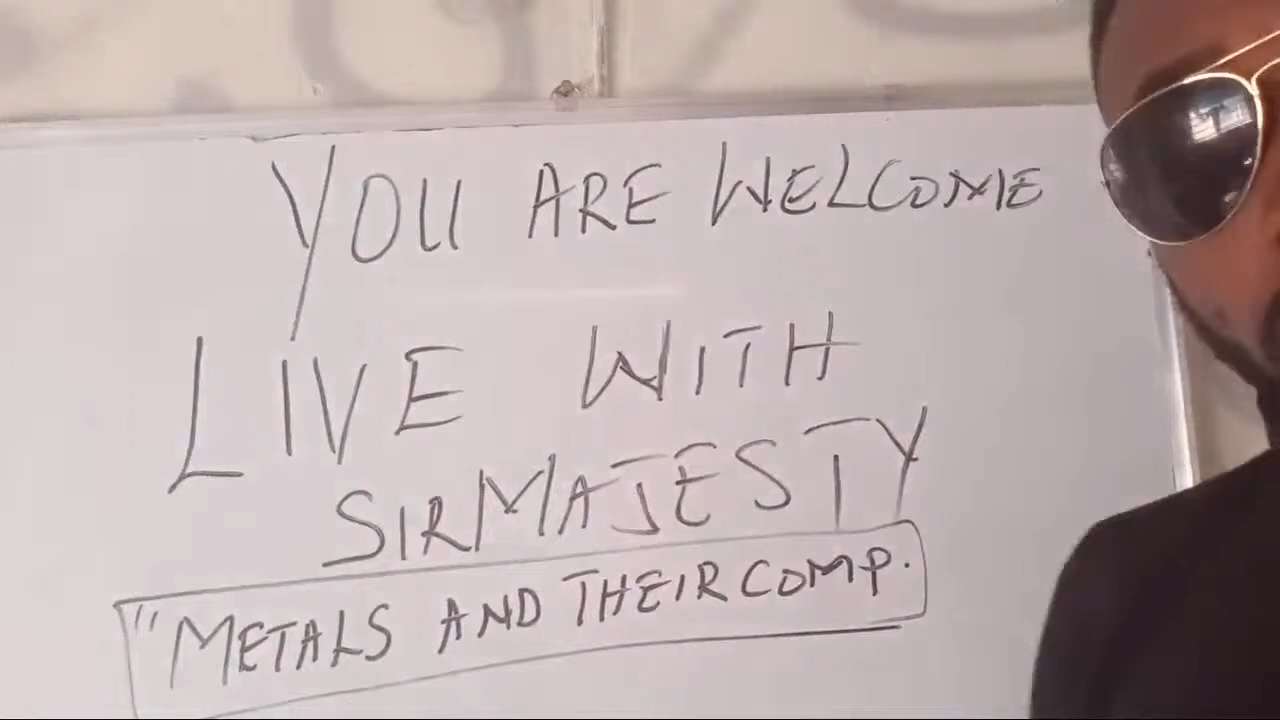 YOU ARE WELCOME
LIVE WITH
SIRMAJESTY
"METALS AND THEIR COMP.